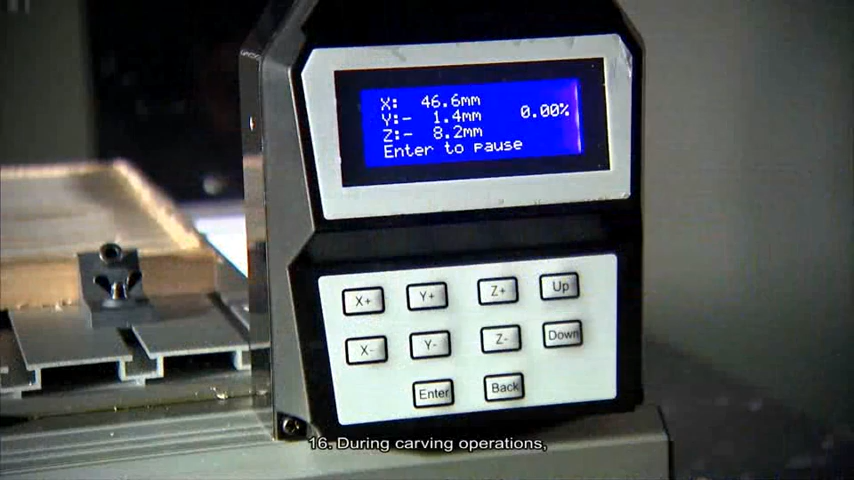 X:  46.6mm
Y:-  1.4mm  0.00%
Z:-  8.2mm
Enter to pause
X+ Y+ Z+ Up
X- Y- Z- Down
Enter Back
16. During carving operations,